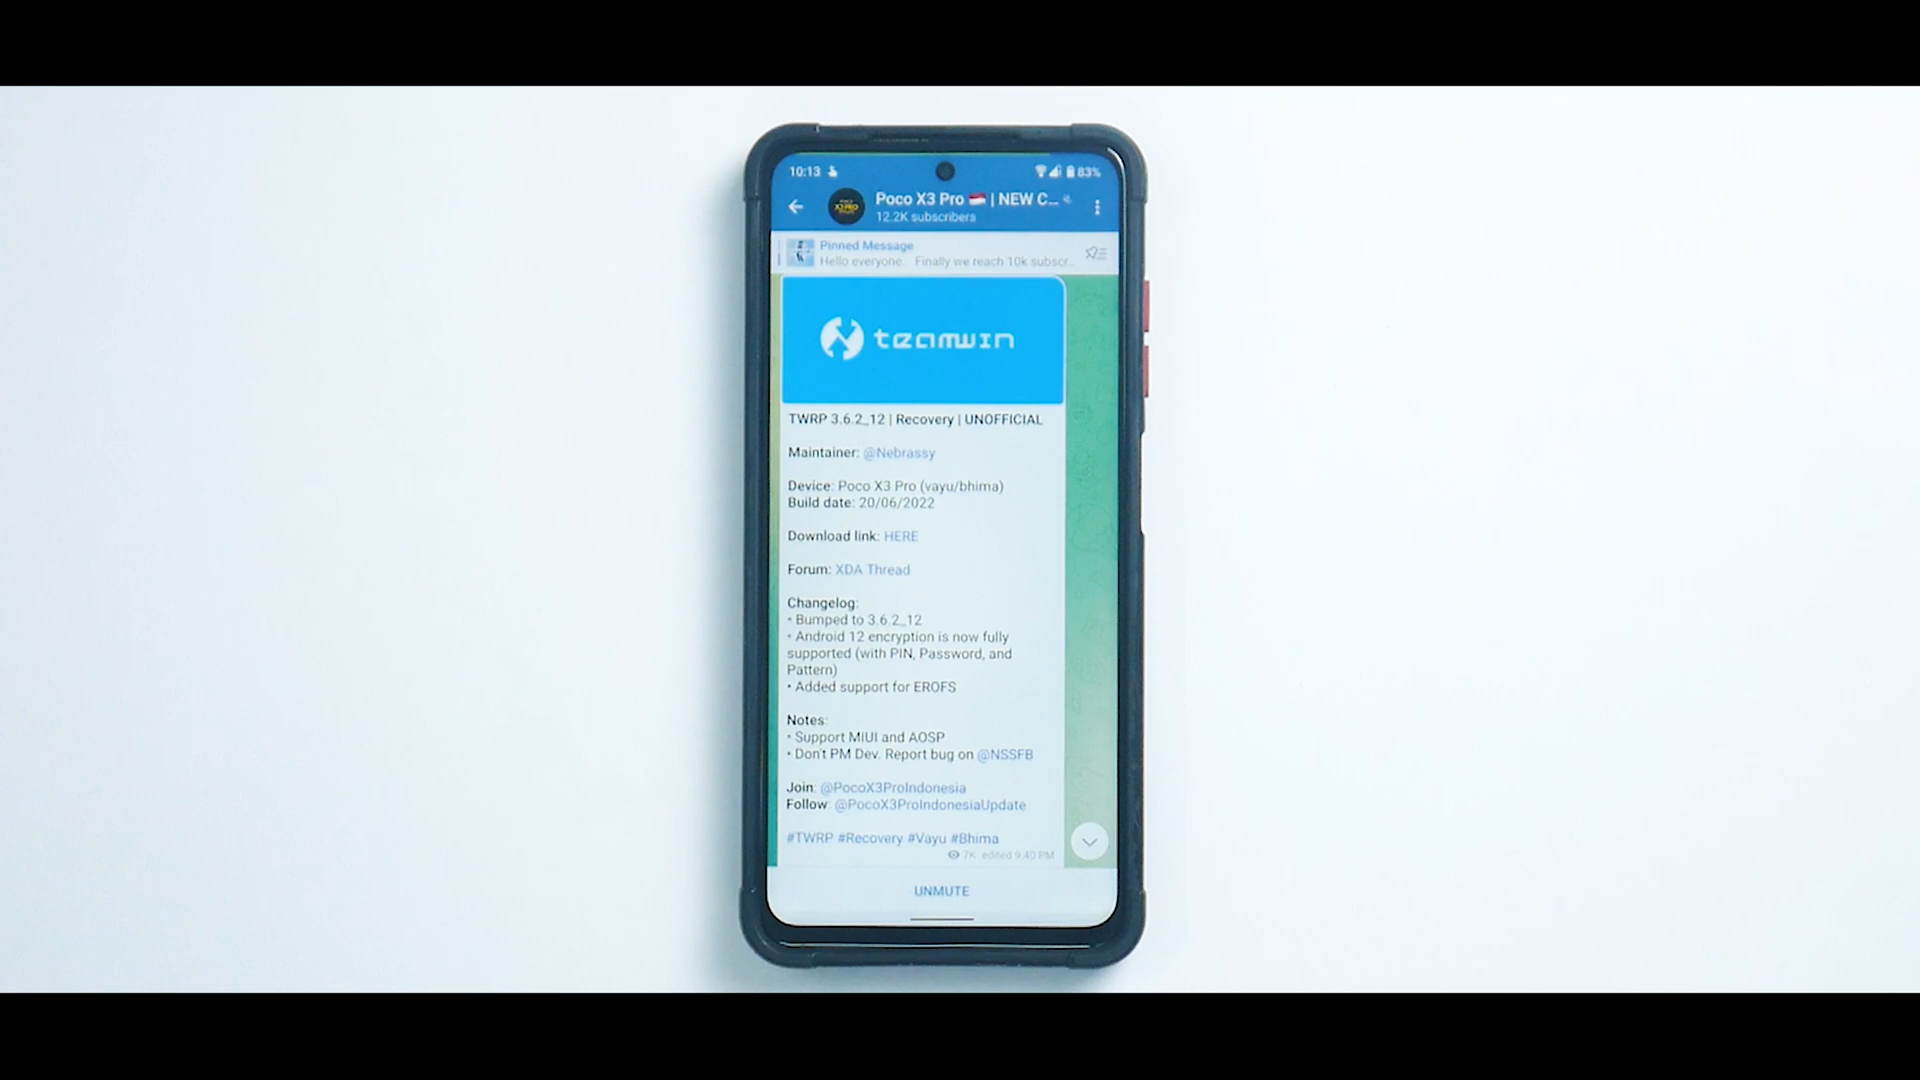 10:13
83%
Poco X3 Pro 🇮🇩 | NEW C...
12.2K subscribers
Pinned Message
Hello everyone. Finally we reach 10k subscr...
teamwin
TWRP 3.6.2_12 | Recovery | UNOFFICIAL
Maintainer: @Nebrassy
Device: Poco X3 Pro (vayu/bhima)
Build date: 20/06/2022
Download link: HERE
Forum: XDA Thread
Changelog:
• Bumped to 3.6.2_12
• Android 12 encryption is now fully
supported (with PIN, Password, and
Pattern)
• Added support for EROFS
Notes:
• Support MIUI and AOSP
• Don't PM Dev. Report bug on @NSSFB
Join: @PocoX3ProIndonesia
Follow: @PocoX3ProIndonesiaUpdate
#TWRP #Recovery #Vayu #Bhima
7K edited 9:40 PM
UNMUTE